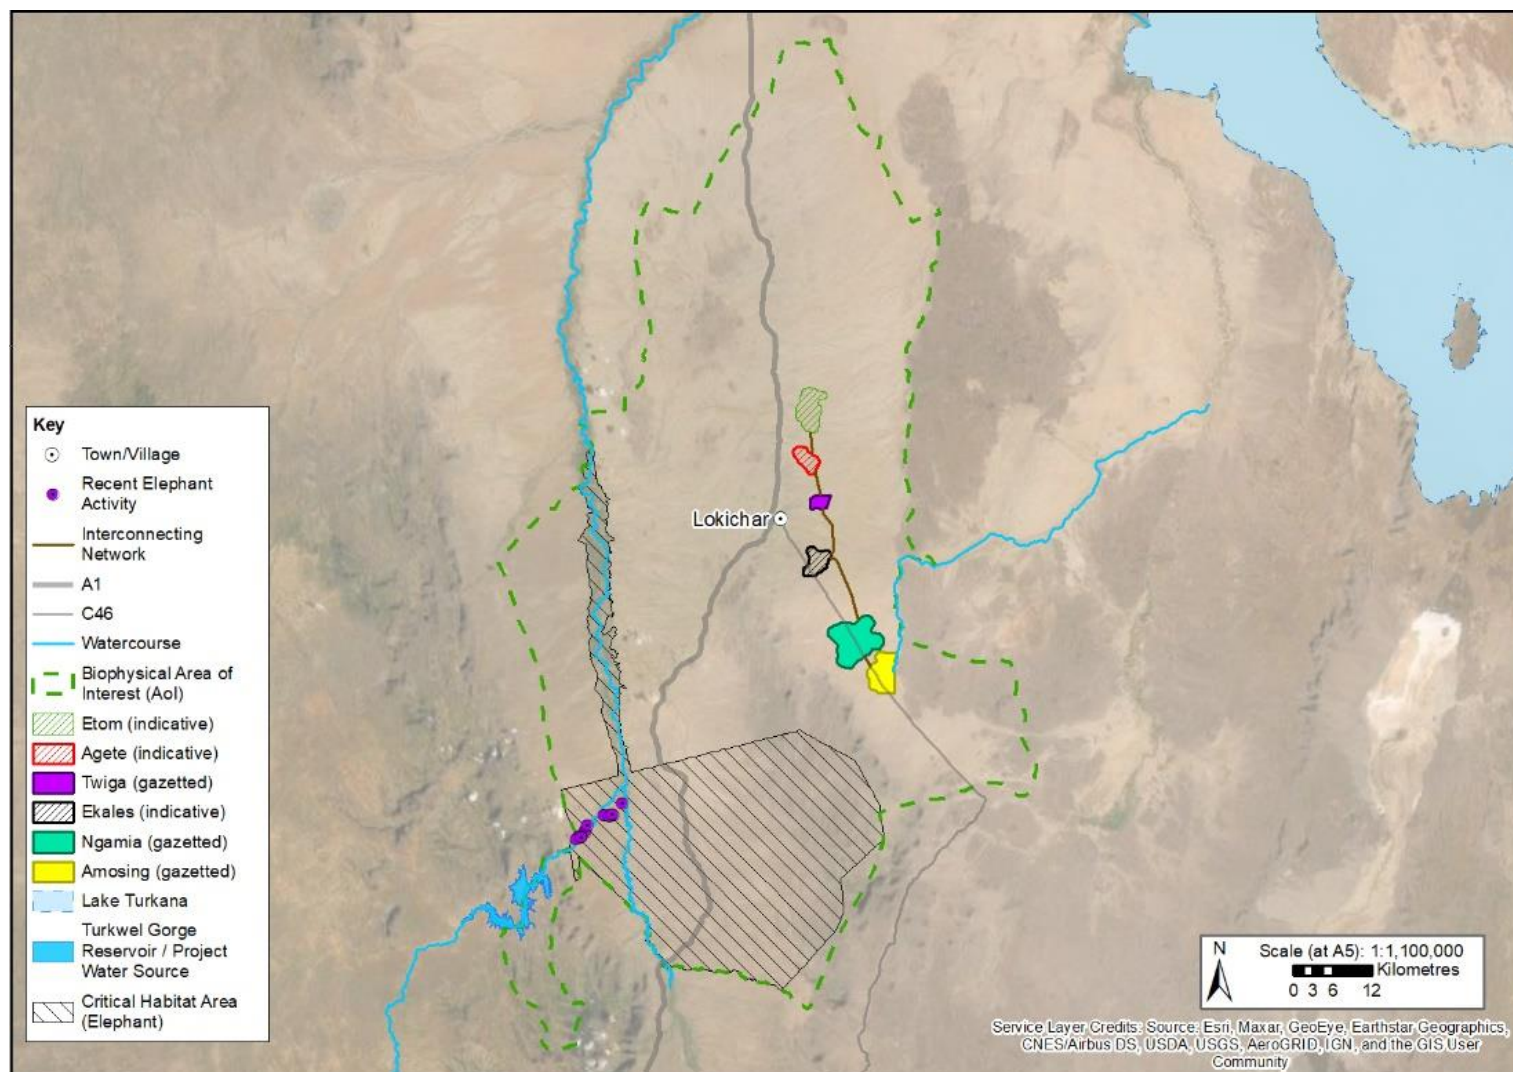 Lokichar
Key
Town/Village
Recent Elephant
Activity
Interconnecting
Network
A1
C46
Watercourse
Biophysical Area of
Interest (AoI)
Etom (indicative)
Agete (indicative)
Twiga (gazetted)
Ekales (indicative)
Ngamia (gazetted)
Amosing (gazetted)
Lake Turkana
Turkwel Gorge
Reservoir / Project
Water Source
Critical Habitat Area
(Elephant)
N
Scale (at A5): 1:1,100,000
Kilometres
0 3 6 12
Service Layer Credits: Source: Esri, Maxar, GeoEye, Earthstar Geographics,
CNES/Airbus DS, USDA, USGS, AeroGRID, IGN, and the GIS User
Community